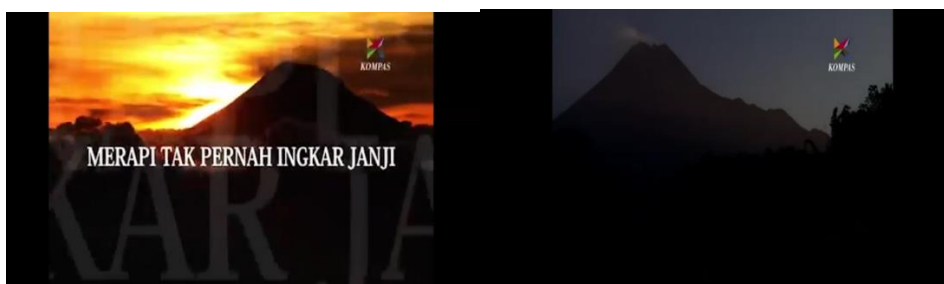 KOMPAS
MERAPI TAK PERNAH INGKAR JANJI
KAR JA
KOMPAS